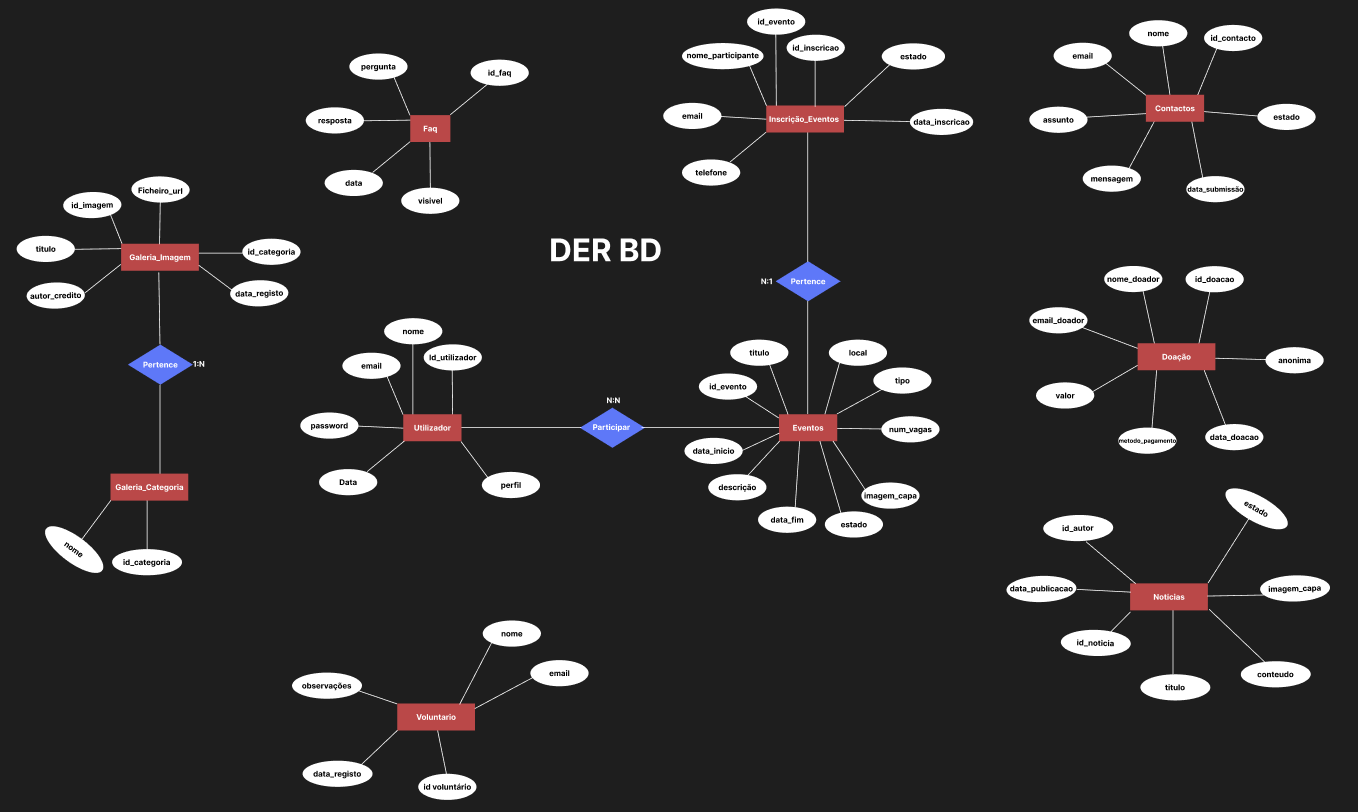 DER BD
pergunta
id_faq
resposta
Faq
data
visivel
id_evento
nome_participante
id_inscricao
estado
email
Inscrição_Eventos
data_inscricao
telefone
nome
id_contacto
email
Contactos
assunto
estado
mensagem
data_submissão
Ficheiro_url
id_imagem
titulo
Galeria_Imagem
id_categoria
autor_credito
data_registo
Pertence
1:N
Galeria_Categoria
nome
id_categoria
nome
email
Id_utilizador
password
Utilizador
Data
perfil
N:N
Participar
N:1
Pertence
titulo
local
id_evento
tipo
Eventos
num_vagas
data_inicio
descrição
imagem_capa
data_fim
estado
nome_doador
id_doacao
email_doador
Doação
anonima
valor
metodo_pagamento
data_doacao
id_autor
estado
data_publicacao
Noticias
imagem_capa
id_noticia
titulo
conteudo
nome
observações
email
Voluntario
data_registo
id voluntário